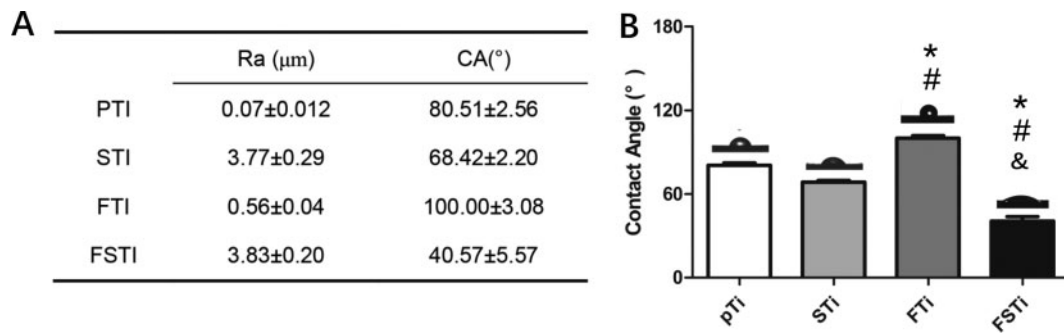 A
Ra (μm) CA(°)
PTI 0.07±0.012 80.51±2.56
STI 3.77±0.29 68.42±2.20
FTI 0.56±0.04 100.00±3.08
FSTI 3.83±0.20 40.57±5.57
B
Contact Angle (°)
180
120
60
0
*
#
*
#
&
pTi STi FTi FSTi